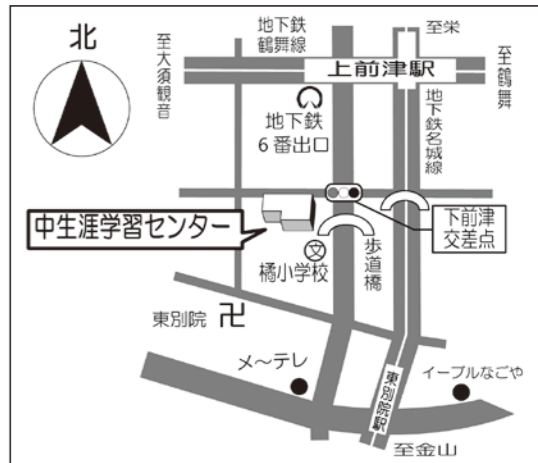 北
至大須観音
地下鉄
鶴舞線
至栄
上前津駅
至鶴舞
地下鉄
6番出口
地下鉄名城線
中生涯学習センター
下前津
交差点
文
橘小学校
歩道橋
東別院
卍
メ～テレ
東別院駅
イーブルなごや
至金山